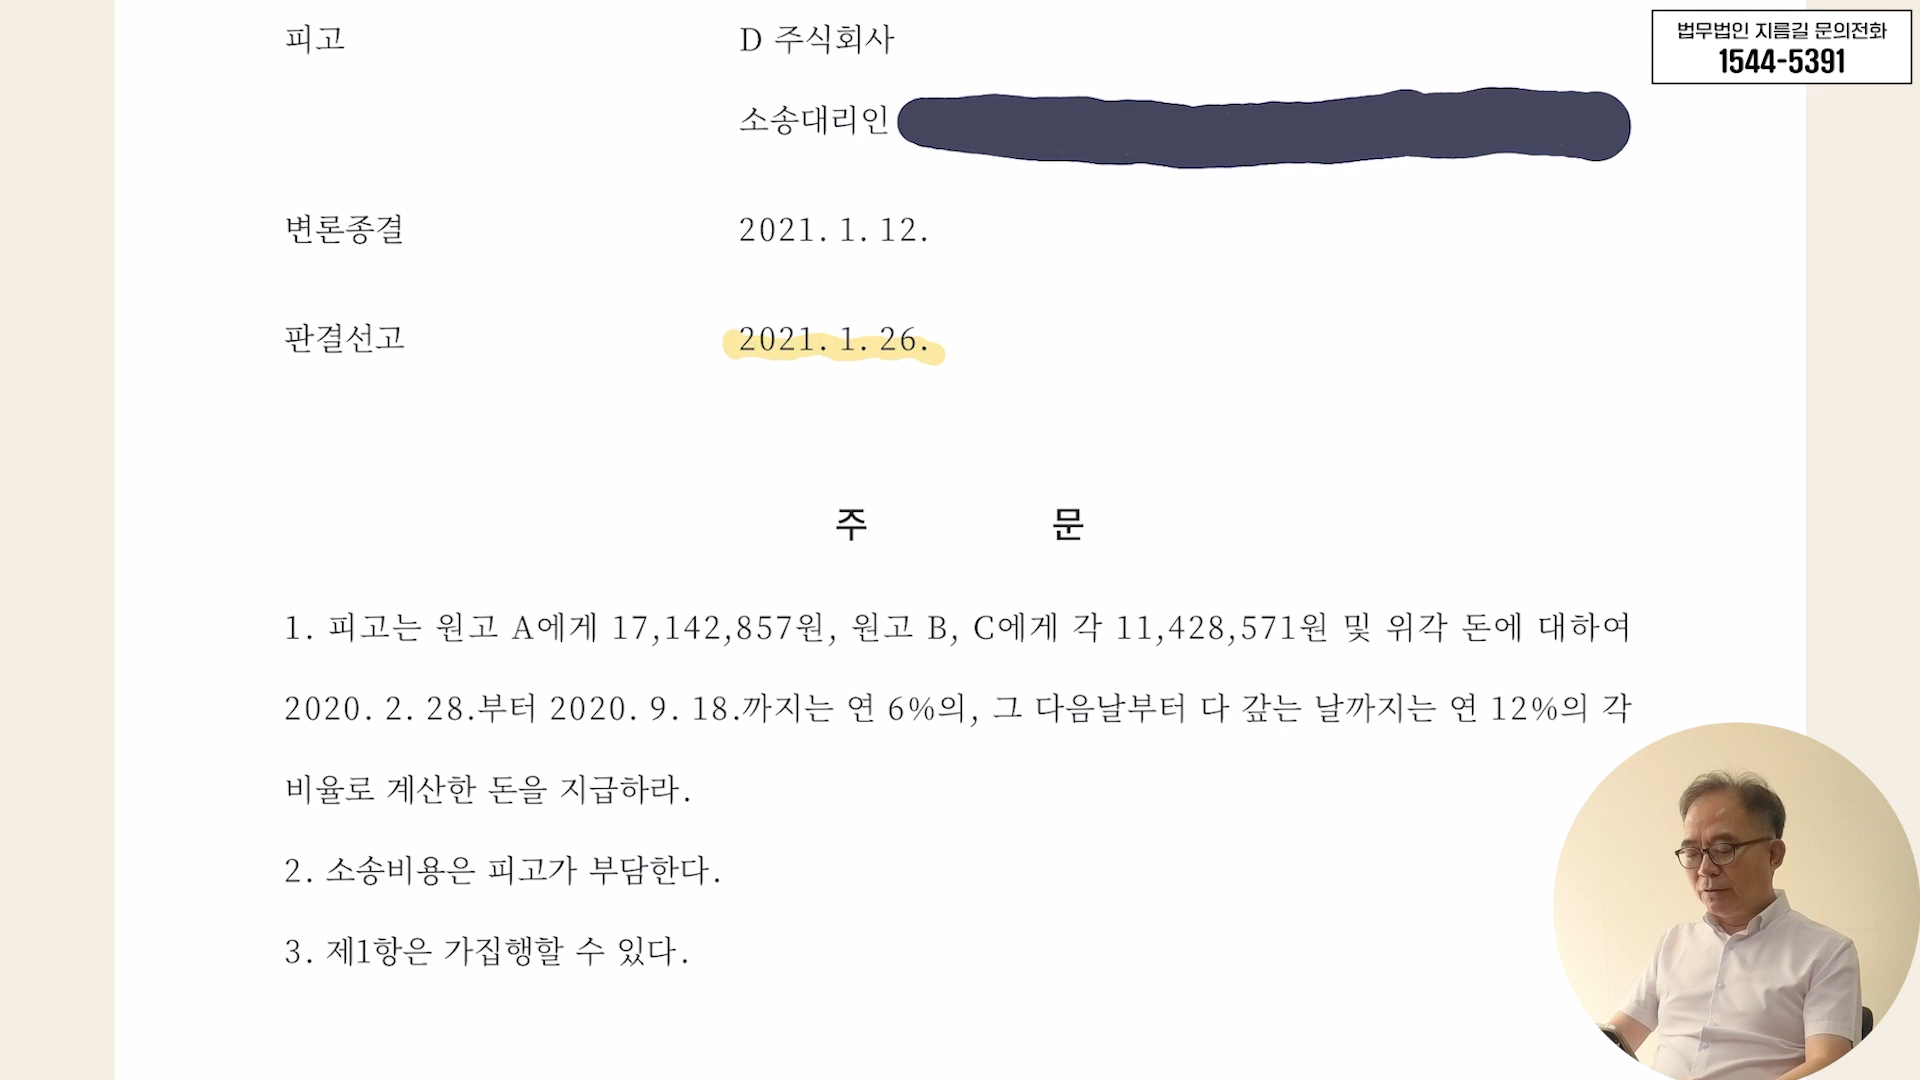 법무법인 지름길 문의전화
1544-5391
피고 D 주식회사
소송대리인
변론종결 2021. 1. 12.
판결선고 2021. 1. 26.
주 문
1. 피고는 원고 A에게 17,142,857원, 원고 B, C에게 각 11,428,571원 및 위각 돈에 대하여
2020. 2. 28.부터 2020. 9. 18.까지는 연 6%의, 그 다음날부터 다 갚는 날까지는 연 12%의 각
비율로 계산한 돈을 지급하라.
2. 소송비용은 피고가 부담한다.
3. 제1항은 가집행할 수 있다.